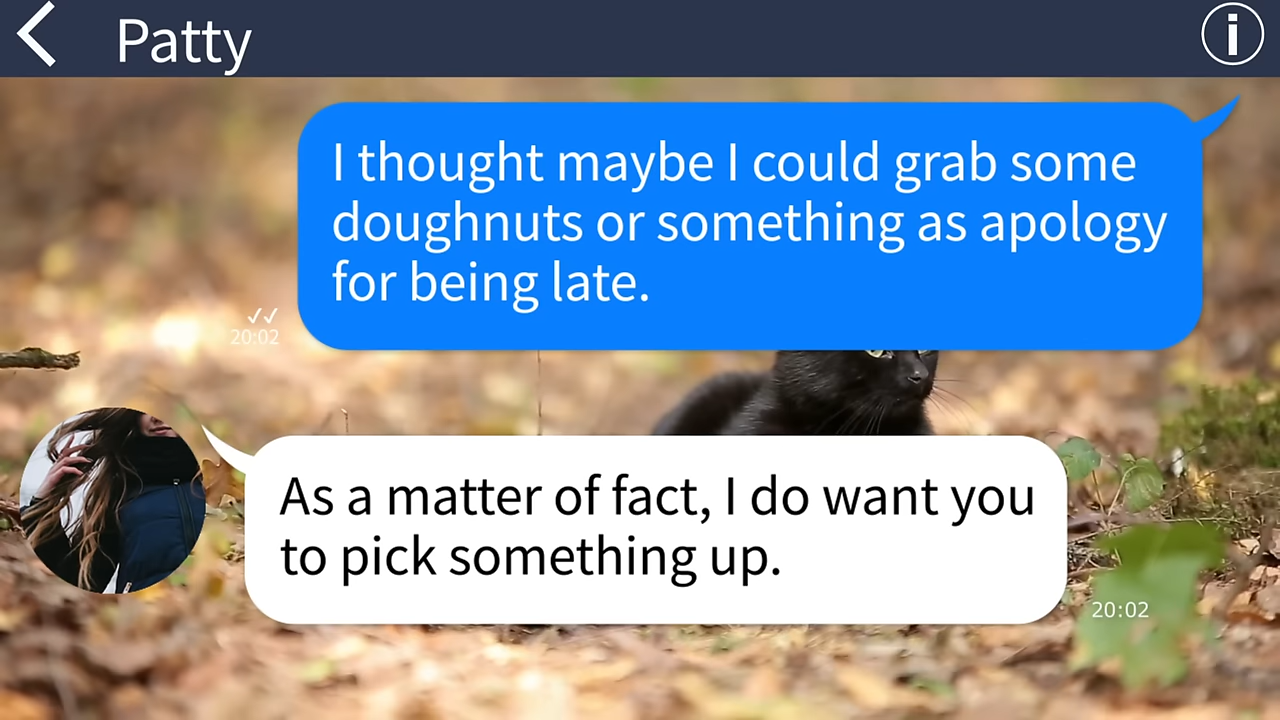 Patty
I thought maybe I could grab some
doughnuts or something as apology
for being late.
20:02
As a matter of fact, I do want you
to pick something up.
20:02